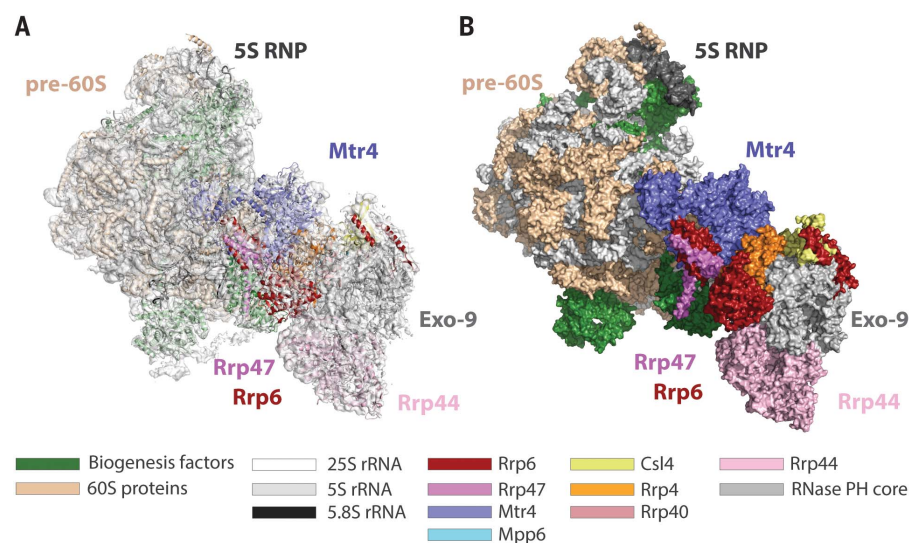 A
5S RNP
pre-60S
Mtr4
Exo-9
Rrp47
Rrp6
Rrp44
B
5S RNP
pre-60S
Mtr4
Exo-9
Rrp47
Rrp6
Rrp44
Biogenesis factors
60S proteins
25S rRNA
5S rRNA
5.8S rRNA
Rrp6
Rrp47
Mtr4
Mpp6
Csl4
Rrp4
Rrp40
Rrp44
RNase PH core